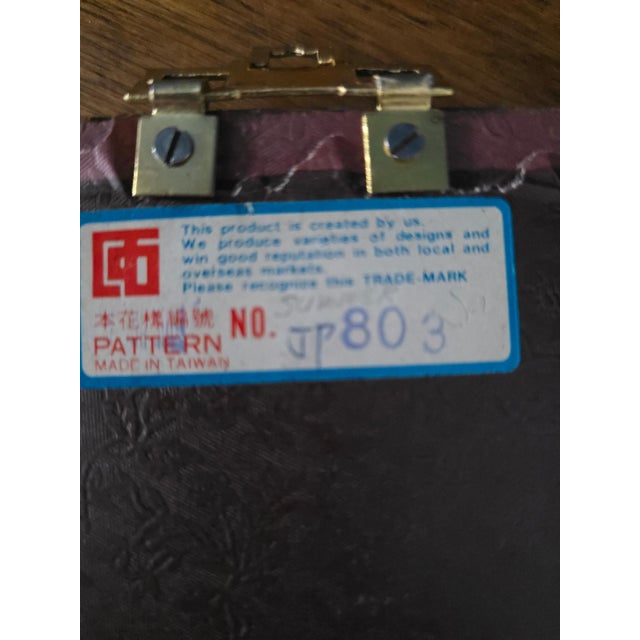 This product is created by us.
We produce varieties of designs and
win good reputation in both local and
overseas markets.
Please recognize this TRADE-MARK
SUMMER
本花樣編號 NO. JP803
PATTERN
MADE IN TAIWAN